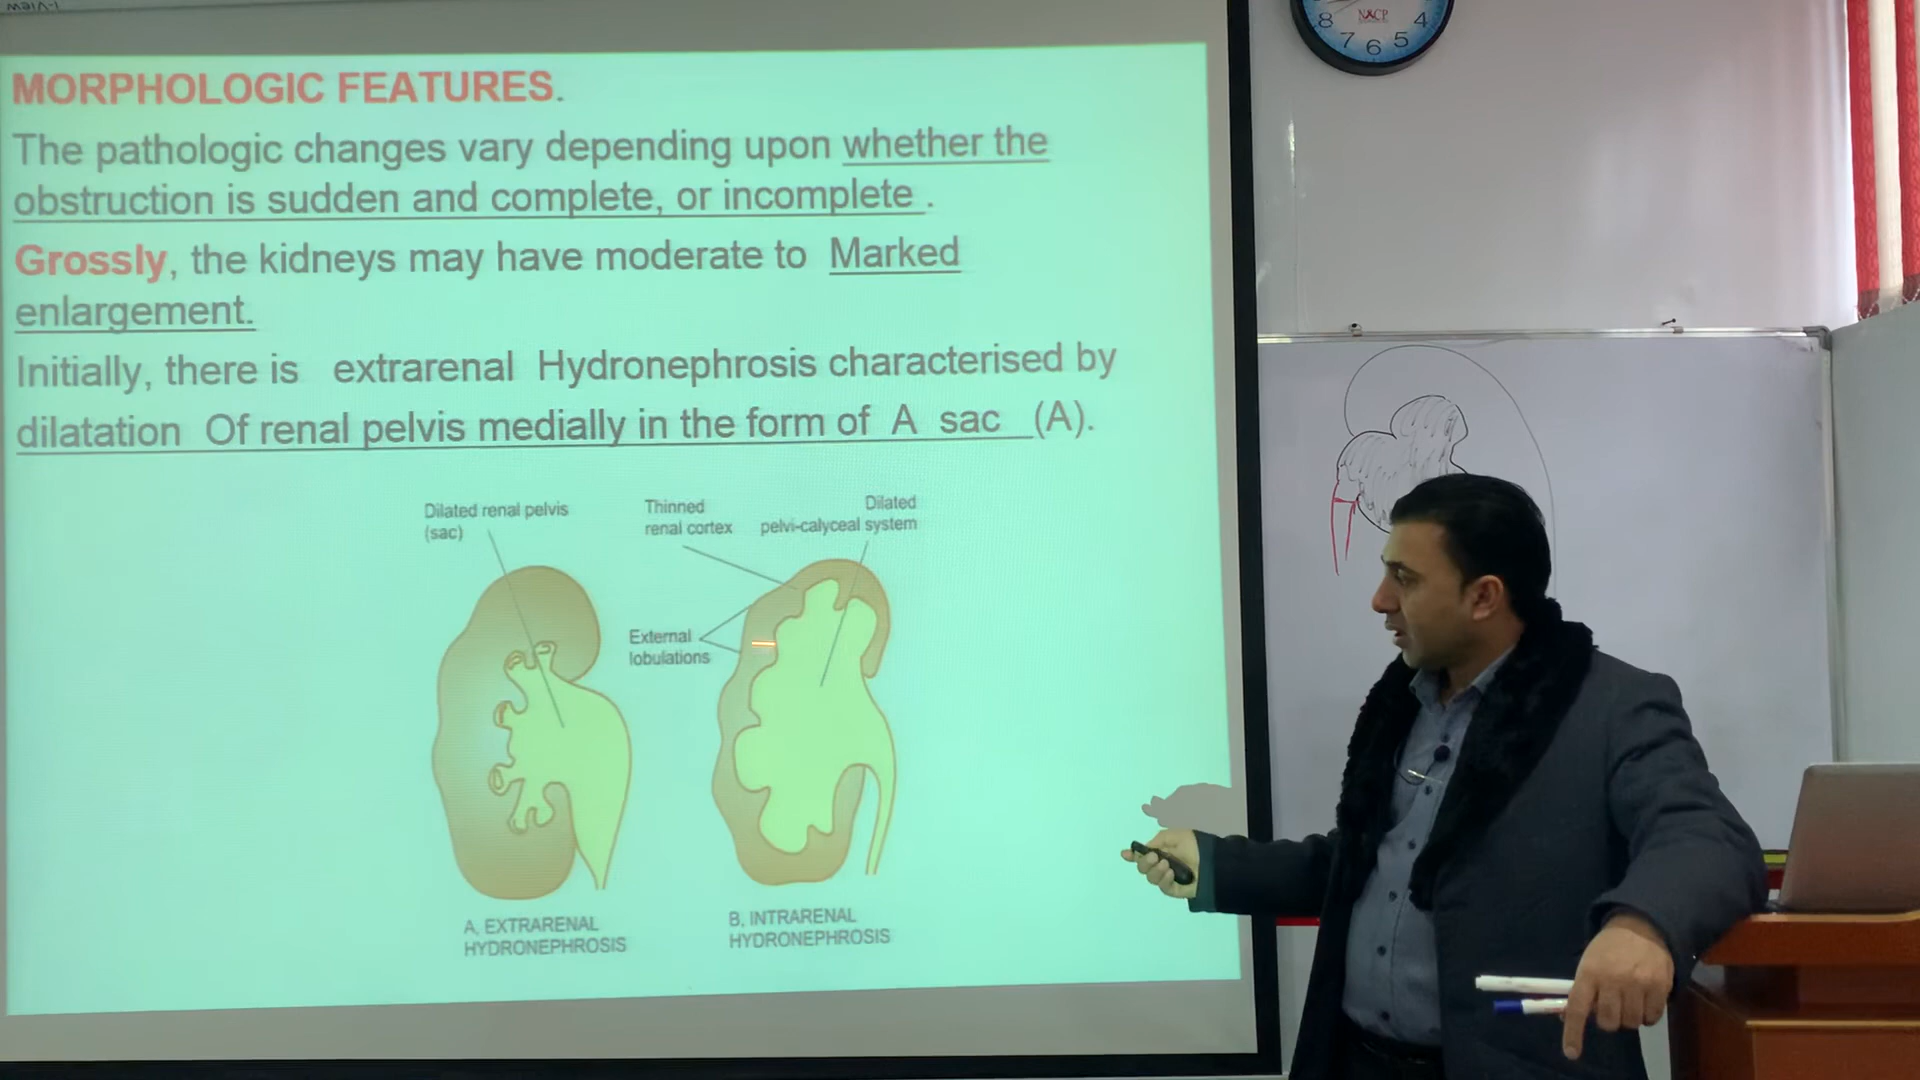 MORPHOLOGIC FEATURES.
The pathologic changes vary depending upon whether the
obstruction is sudden and complete, or incomplete .
Grossly, the kidneys may have moderate to Marked
enlargement.
Initially, there is extrarenal Hydronephrosis characterised by
dilatation Of renal pelvis medially in the form of A sac (A).
Dilated renal pelvis
(sac)
Thinned
renal cortex
Dilated
pelvi-calyceal system
External
lobulations
A, EXTRARENAL
HYDRONEPHROSIS
B, INTRARENAL
HYDRONEPHROSIS
NACP
8 7 6 5 4